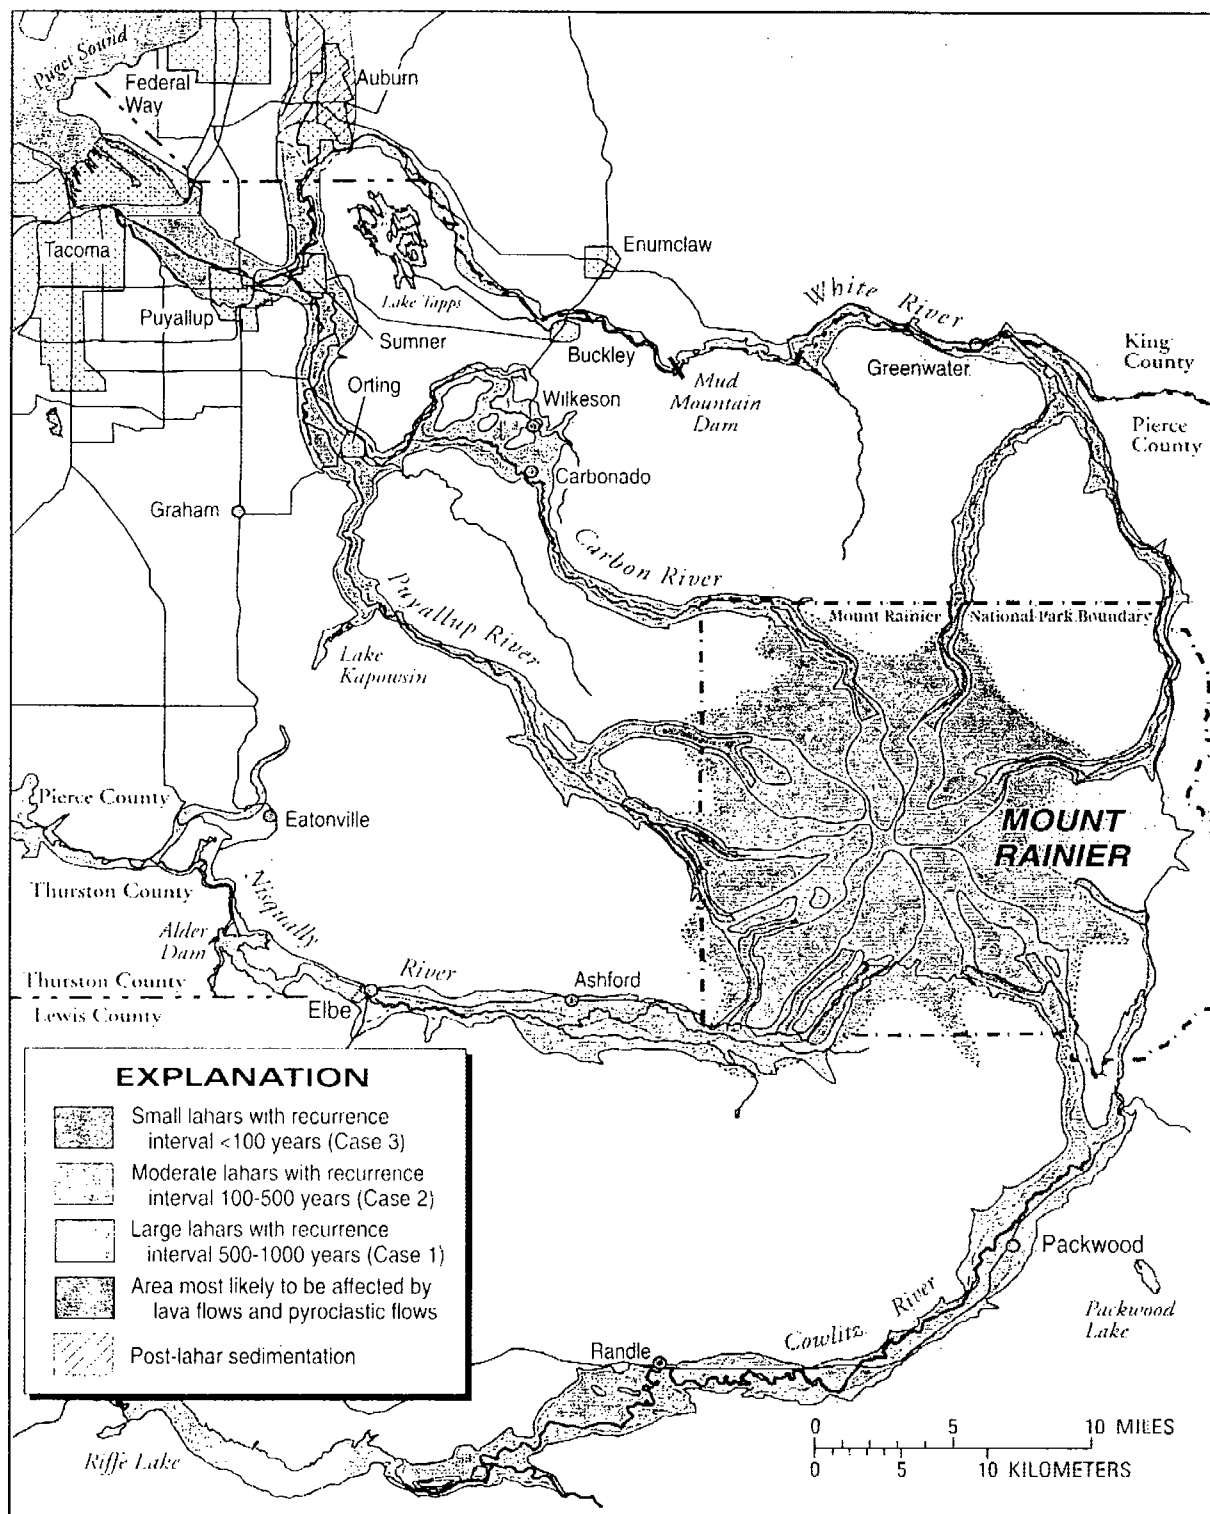 Puget Sound
Federal
Way
Auburn
Tacoma
Puyallup
Lake Tapps
Sumner
Enumclaw
Buckley
Mud
Mountain
Dam
White River
Greenwater
King
County
Pierce
County
Orting
Wilkeson
Carbonado
Graham
Carbon River
Puyallup River
Lake
Kapowsin
Mount Rainier
National Park Boundary
MOUNT
RAINIER
Pierce County
Eatonville
Thurston County
Nisqually
River
Alder
Dam
Thurston County
Lewis County
Elbe
Ashford
EXPLANATION
Small lahars with recurrence
interval <100 years (Case 3)
Moderate lahars with recurrence
interval 100-500 years (Case 2)
Large lahars with recurrence
interval 500-1000 years (Case 1)
Area most likely to be affected by
lava flows and pyroclastic flows
Post-lahar sedimentation
Packwood
Packwood
Lake
Cowlitz River
Randle
Riffe Lake
0 5 10 MILES
0 5 10 KILOMETERS